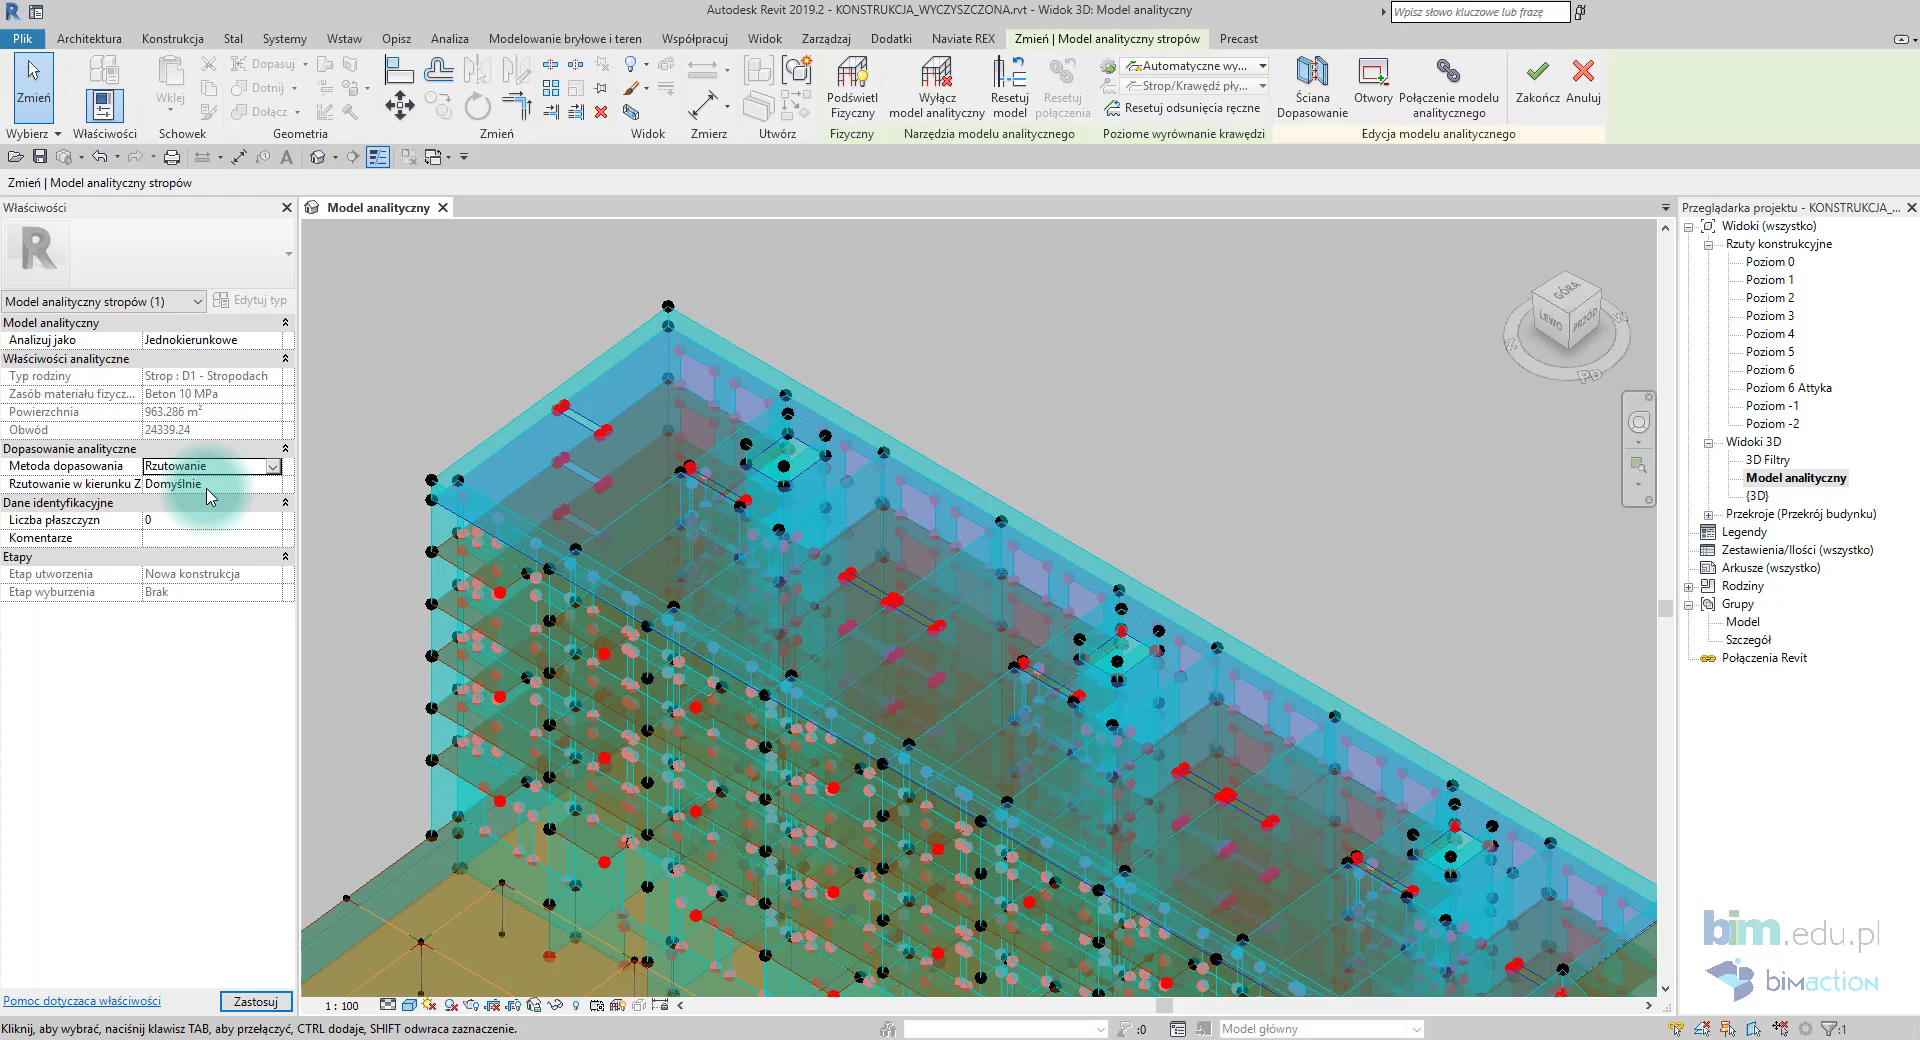 Autodesk Revit 2019.2 - KONSTRUKCJA_WYCZYSZCZONA.rvt - Widok 3D: Model analityczny
Wpisz słowo kluczowe lub frazę
Plik Architektura Konstrukcja Stal Systemy Wstaw Opisz Analiza Modelowanie bryłowe i teren Współpracuj Widok Zarządzaj Dodatki Naviate REX Zmień | Model analityczny stropów Precast
Zmień
Wklej
Dopasuj
Dotnij
Dołącz
Podświetl Fizyczny
Wyłącz model analityczny
Resetuj model
Resetuj połączenia
Automatyczne wy...
Strop/Krawędź pły...
Resetuj odsunięcia ręczne
Ściana Dopasowanie
Otwory
Połączenie modelu analitycznego
Zakończ
Anuluj
Wybierz Właściwości Schowek Geometria Zmień Widok Zmierz Utwórz Fizyczny Narzędzia modelu analitycznego Poziome wyrównanie krawędzi Edycja modelu analitycznego
Zmień | Model analityczny stropów
Właściwości
R
Model analityczny stropów (1)
Edytuj typ
Model analityczny
Analizuj jako Jednokierunkowe
Właściwości analityczne
Typ rodziny Strop : D1 - Stropodach
Zasób materiału fizycz... Beton 10 MPa
Powierzchnia 963.286 m²
Obwód 24339.24
Dopasowanie analityczne
Metoda dopasowania Rzutowanie
Rzutowanie w kierunku Z Domyślnie
Dane identyfikacyjne
Liczba płaszczyzn 0
Komentarze
Etapy
Etap utworzenia Nowa konstrukcja
Etap wyburzenia Brak
Pomoc dotycząca właściwości
Zastosuj
Model analityczny
GÓRA
LEWO
PRZÓD
1 : 100
Przeglądarka projektu - KONSTRUKCJA_...
Widoki (wszystko)
Rzuty konstrukcyjne
Poziom 0
Poziom 1
Poziom 2
Poziom 3
Poziom 4
Poziom 5
Poziom 6
Poziom 6 Attyka
Poziom -1
Poziom -2
Widoki 3D
3D Filtry
Model analityczny
{3D}
Przekroje (Przekrój budynku)
Legendy
Zestawienia/Ilości (wszystko)
Arkusze (wszystko)
Rodziny
Grupy
Model
Szczegół
Połączenia Revit
bim.edu.pl
bimaction
Kliknij, aby wybrać, naciśnij klawisz TAB, aby przełączyć, CTRL dodaje, SHIFT odwraca zaznaczenie.
:0
Model główny
:1